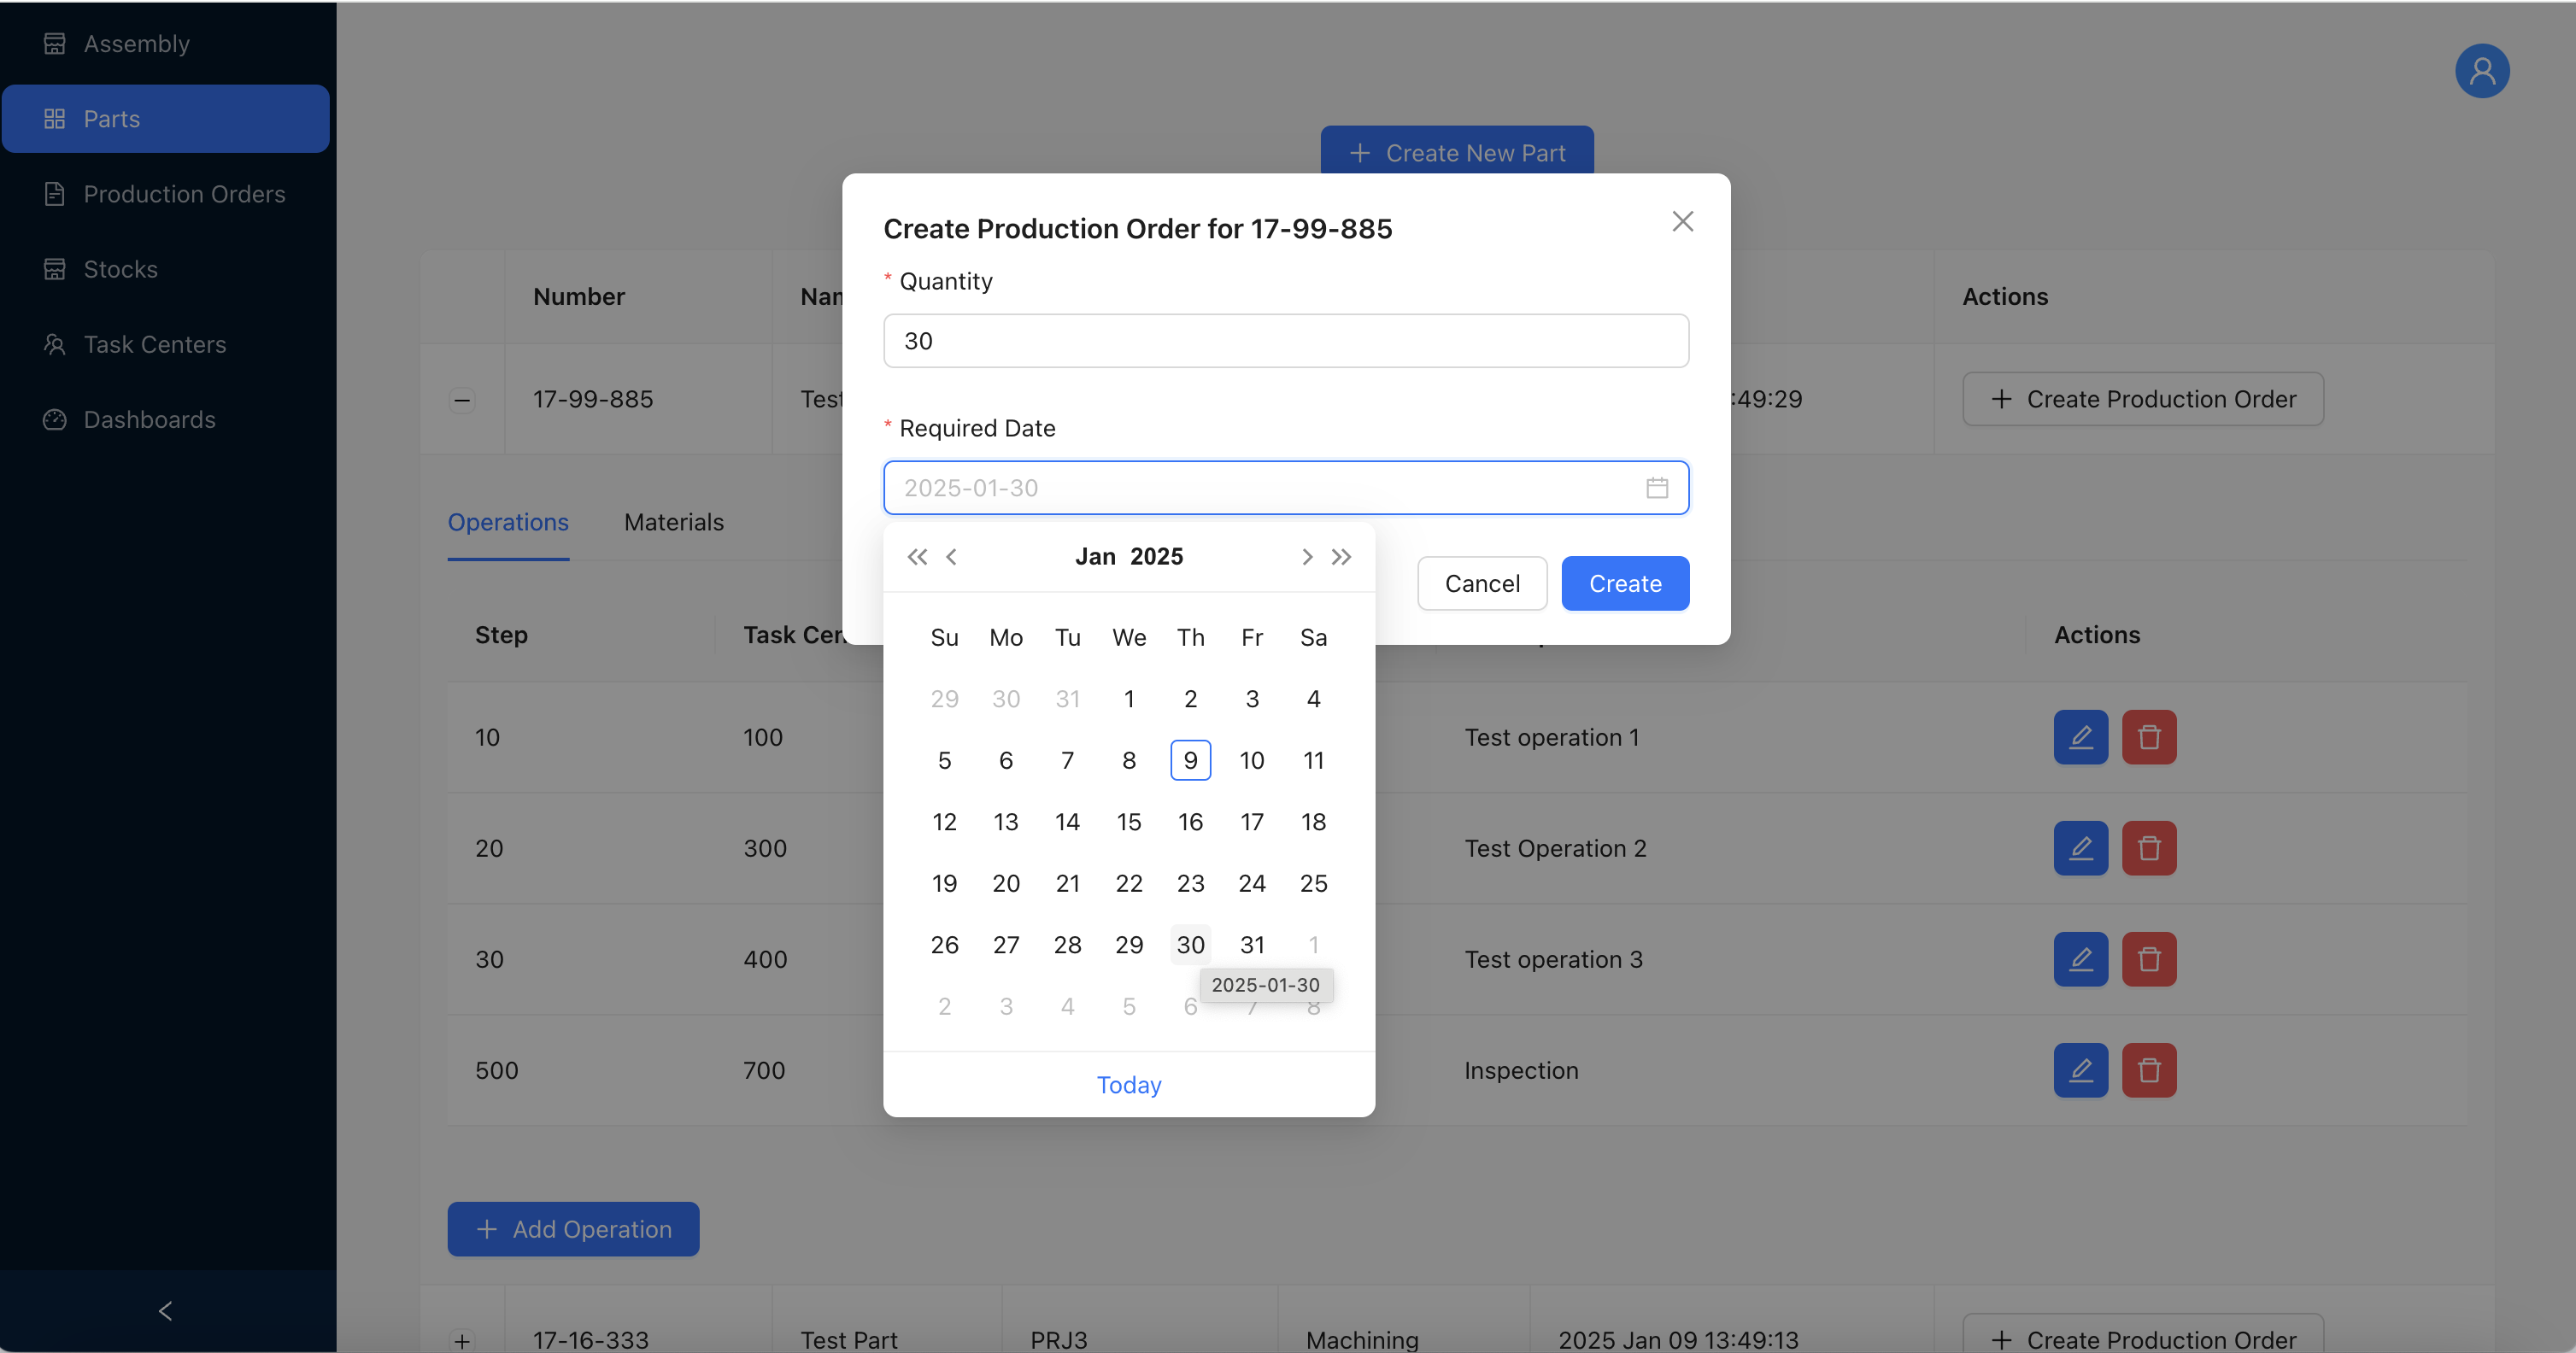 Assembly
Parts
Production Orders
Stocks
Task Centers
Dashboards
Create New Part
Create Production Order for 17-99-885
* Quantity
30
* Required Date
2025-01-30
Cancel Create
Jan 2025
Su Mo Tu We Th Fr Sa
29 30 31 1 2 3 4
5 6 7 8 9 10 11
12 13 14 15 16 17 18
19 20 21 22 23 24 25
26 27 28 29 30 31 1
2025-01-30
2 3 4 5 6 7 8
Today
Number Nam Actions
17-99-885 Test :49:29 Create Production Order
Operations Materials
Step Task Cen Actions
10 100 Test operation 1
20 300 Test Operation 2
30 400 Test operation 3
500 700 Inspection
Add Operation
17-16-333 Test Part PRJ3 Machining 2025 Jan 09 13:49:13 Create Production Order